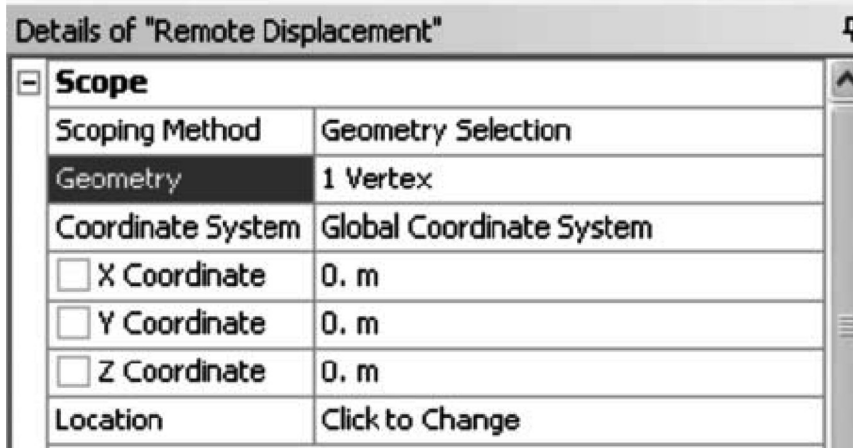 Details of "Remote Displacement"
Scope
Scoping Method Geometry Selection
Geometry 1 Vertex
Coordinate System Global Coordinate System
X Coordinate 0. m
Y Coordinate 0. m
Z Coordinate 0. m
Location Click to Change